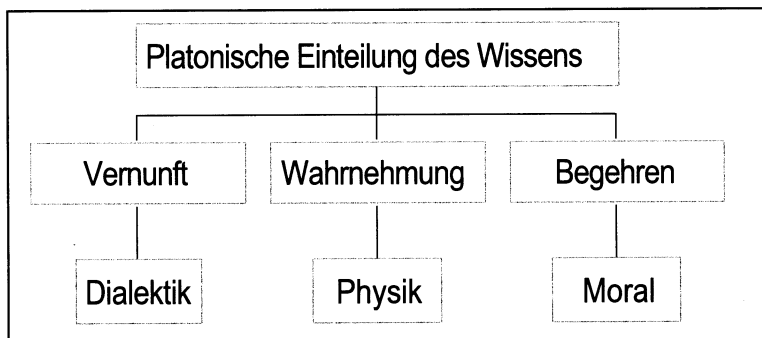 Platonische Einteilung des Wissens
Vernunft Wahrnehmung Begehren
Dialektik Physik Moral